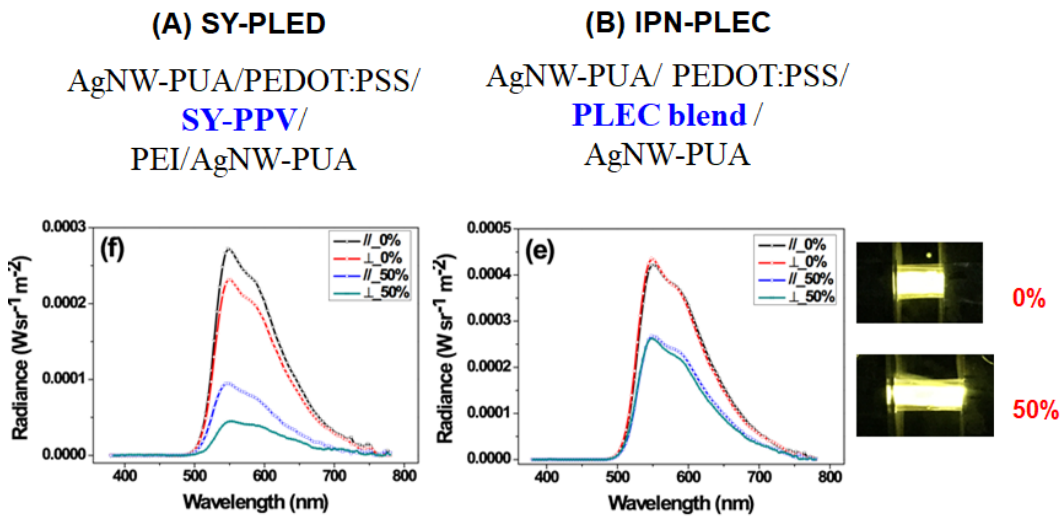 (A) SY-PLED
AgNW-PUA/PEDOT:PSS/
SY-PPV/
PEI/AgNW-PUA
(B) IPN-PLEC
AgNW-PUA/ PEDOT:PSS/
PLEC blend /
AgNW-PUA
(f)
//_0%
⊥_0%
//_50%
⊥_50%
0.0003
0.0002
0.0001
0.0000
Radiance (W sr⁻¹ m⁻²)
400 500 600 700 800
Wavelength (nm)
(e)
//_0%
⊥_0%
//_50%
⊥_50%
0.0005
0.0004
0.0003
0.0002
0.0001
0.0000
Radiance (W sr⁻¹ m⁻²)
400 500 600 700 800
Wavelength (nm)
0%
50%